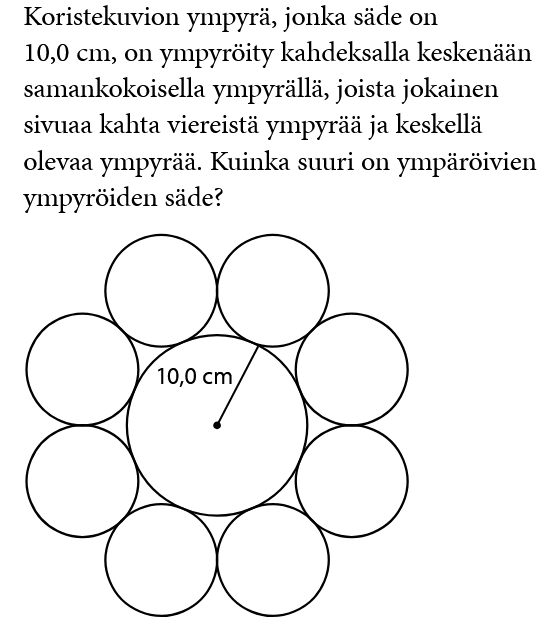 Koristekuvion ympyrä, jonka säde on
10,0 cm, on ympyröity kahdeksalla keskenään
samankokoisella ympyrällä, joista jokainen
sivuaa kahta viereistä ympyrää ja keskellä
olevaa ympyrää. Kuinka suuri on ympäröivien
ympyröiden säde?
10,0 cm